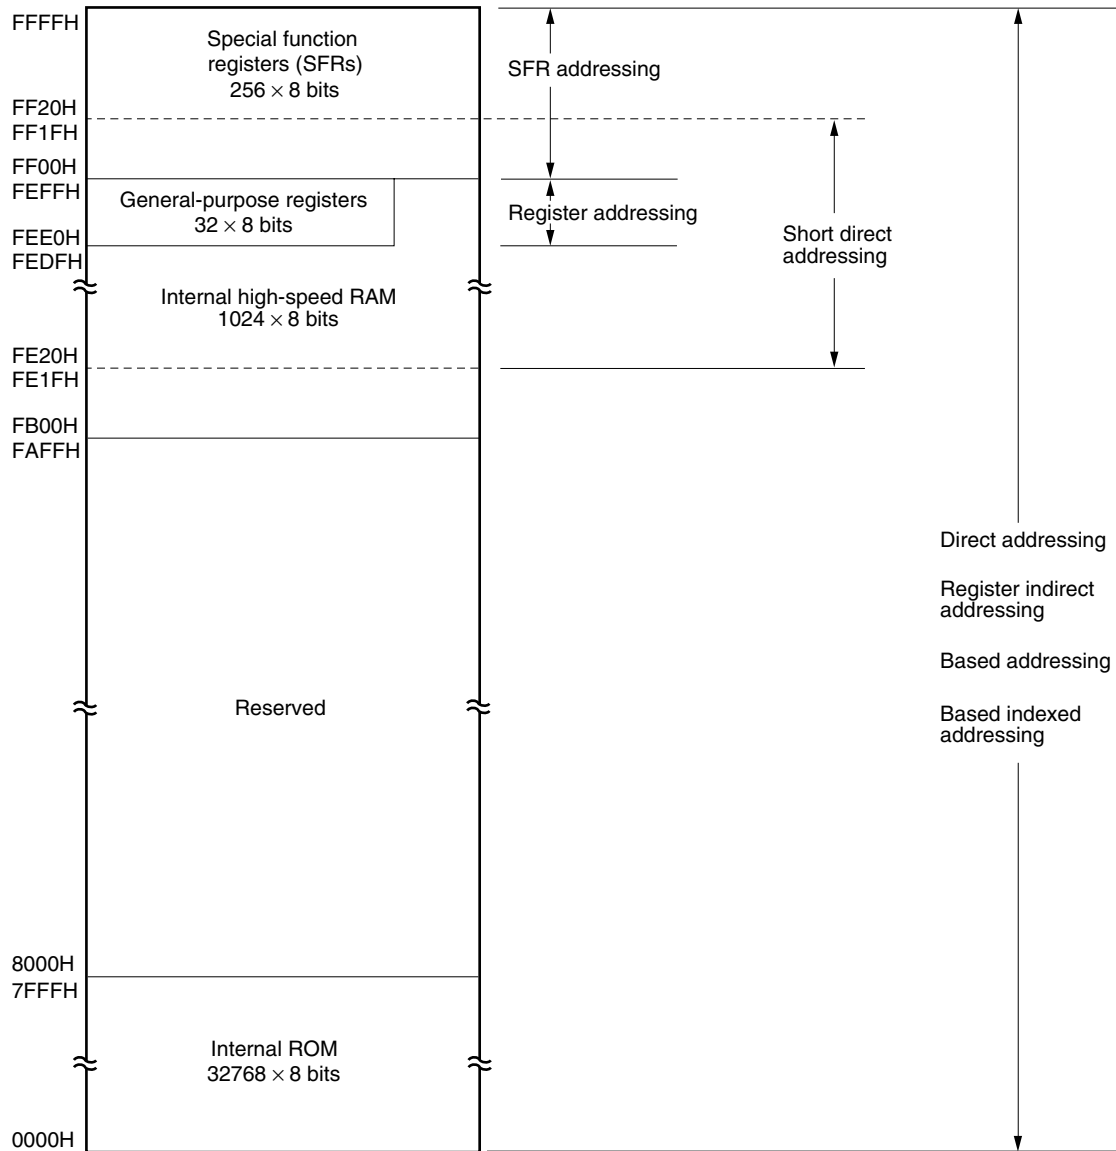 FFFFH
Special function
registers (SFRs)
256 × 8 bits
SFR addressing
FF20H
FF1FH
FF00H
FEFFH
General-purpose registers
32 × 8 bits
Register addressing
Short direct
addressing
FEE0H
FEDFH
Internal high-speed RAM
1024 × 8 bits
FE20H
FE1FH
FB00H
FAFFH
Direct addressing
Register indirect
addressing
Based addressing
Based indexed
addressing
Reserved
8000H
7FFFH
Internal ROM
32768 × 8 bits
0000H